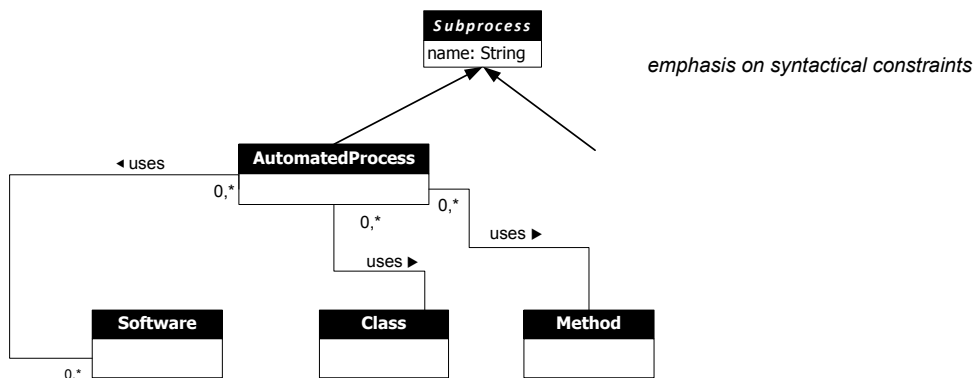 Subprocess
name: String
emphasis on syntactical constraints
AutomatedProcess
◄ uses
0,*
0,*
0,*
uses ►
uses ►
Software
Class
Method
0,*